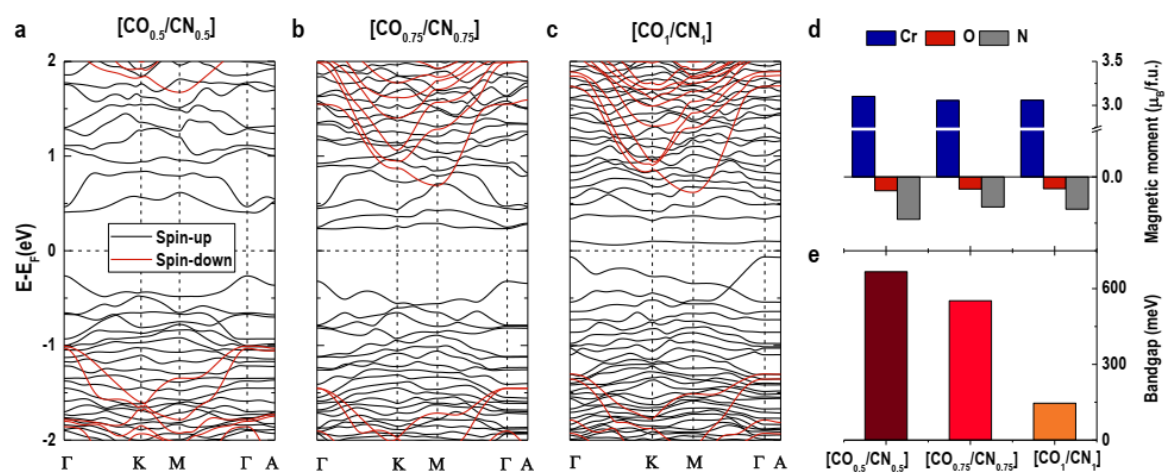 a [CO0.5/CN0.5] b [CO0.75/CN0.75] c [CO1/CN1] d Cr O N
2
1
0
-1
-2
E-EF(eV)
Spin-up
Spin-down
Γ K M Γ A Γ K M Γ A Γ K M Γ A
3.5
3.0
0.0
Magnetic moment (μB/f.u.)
e
600
300
0
Bandgap (meV)
[CO0.5/CN0.5] [CO0.75/CN0.75] [CO1/CN1]